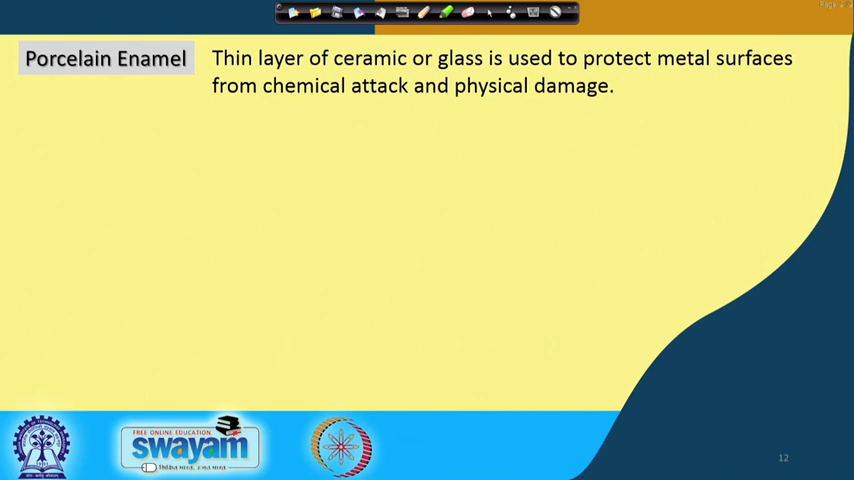 Porcelain Enamel
Thin layer of ceramic or glass is used to protect metal surfaces
from chemical attack and physical damage.
FREE ONLINE EDUCATION
swayam
12